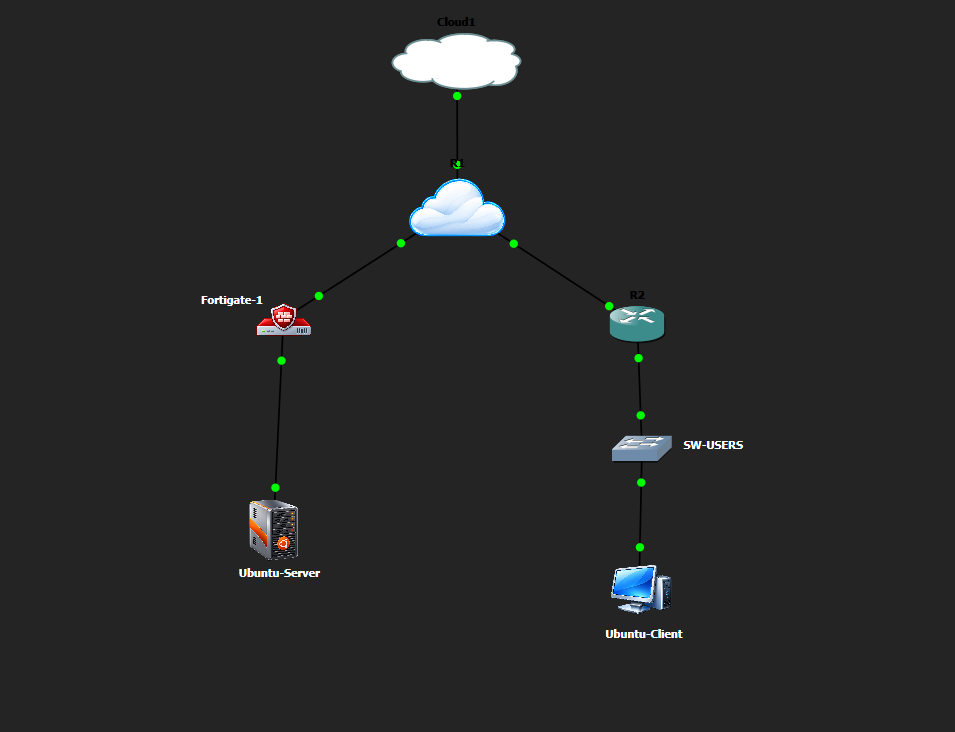 Cloud1
Fortigate-1
R2
SW-USERS
Ubuntu-Server
Ubuntu-Client